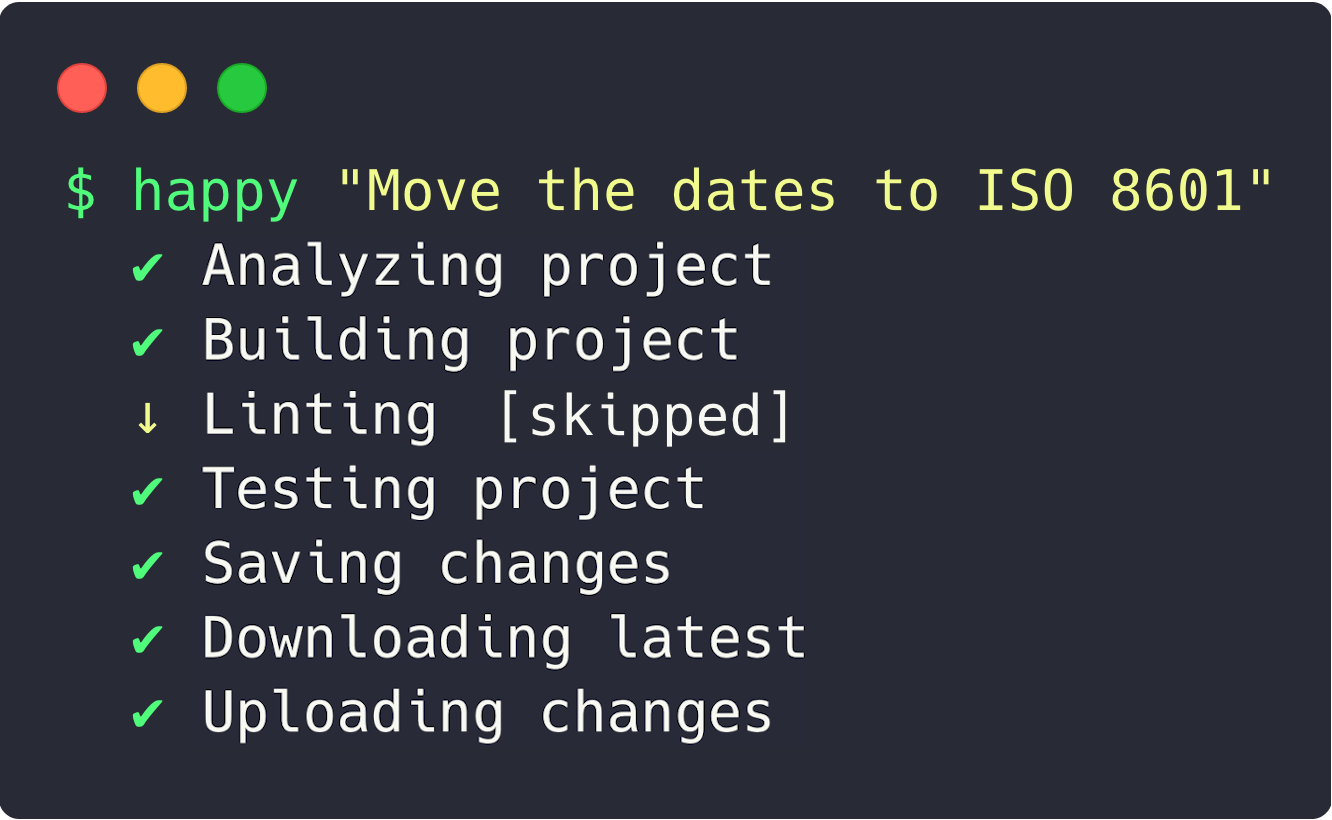 $ happy "Move the dates to ISO 8601"
✔ Analyzing project
✔ Building project
↓ Linting [skipped]
✔ Testing project
✔ Saving changes
✔ Downloading latest
✔ Uploading changes